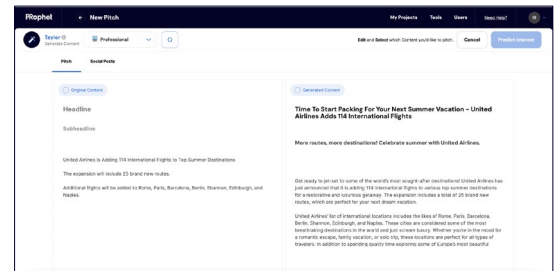 PRophet
← New Pitch
My Projects Tools Users Need Help?
Taylor
Generate Content
Professional
Edit and Select which Content you'd like to pitch.
Cancel
Predict Interest
Pitch Social Posts
Original Content
Headline
Subheadline
United Airlines is Adding 114 International Flights to Top Summer Destinations
The expansion will include 25 brand new routes.
Additional flights will be added to Rome, Paris, Barcelona, Berlin, Shannon, Edinburgh, and
Naples.
Generated Content
Time To Start Packing For Your Next Summer Vacation - United
Airlines Adds 114 International Flights
More routes, more destinations! Celebrate summer with United Airlines.
Get ready to jet-set to some of the world's most sought-after destinations! United Airlines has
just announced that it is adding 114 international flights to various top summer destinations
for a restorative and luxurious getaway. The expansion includes a total of 25 brand new
routes, which are perfect for your next dream vacation.
United Airlines' list of international locations includes the likes of Rome, Paris, Barcelona,
Berlin, Shannon, Edinburgh, and Naples. These cities are considered some of the most
breathtaking destinations in the world and just scream luxury. Whether you're in the mood for
a romantic escape, family vacation, or solo trip, these locations are perfect for all types of
travelers. In addition to spending quality time exploring some of Europe's most beautiful